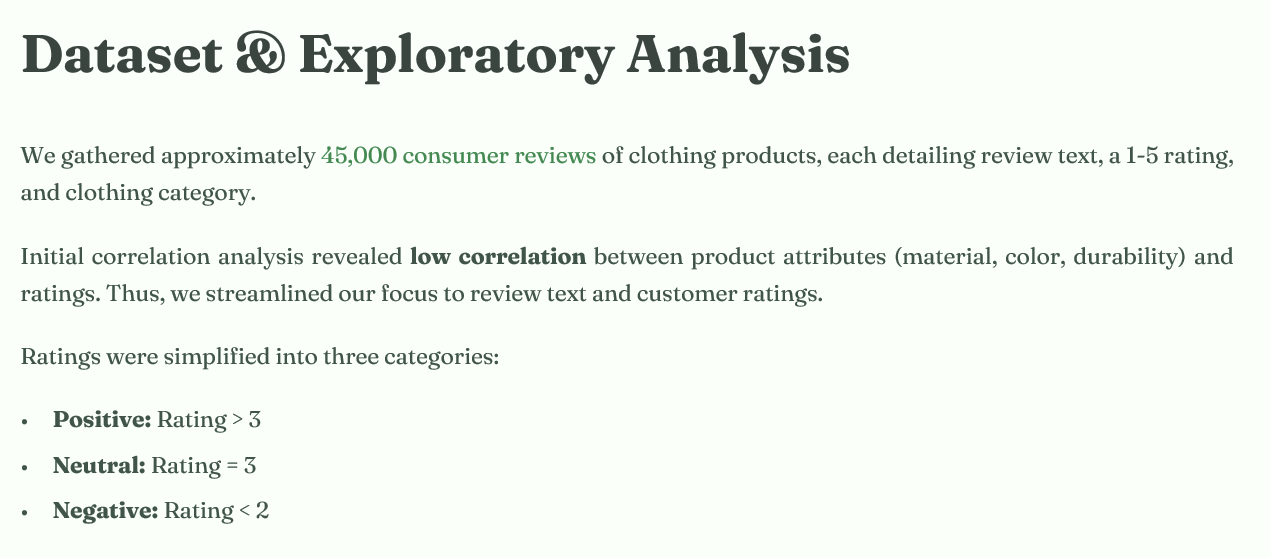 Dataset & Exploratory Analysis
We gathered approximately 45,000 consumer reviews of clothing products, each detailing review text, a 1-5 rating,
and clothing category.
Initial correlation analysis revealed low correlation between product attributes (material, color, durability) and
ratings. Thus, we streamlined our focus to review text and customer ratings.
Ratings were simplified into three categories:
• Positive: Rating > 3
• Neutral: Rating = 3
• Negative: Rating < 2